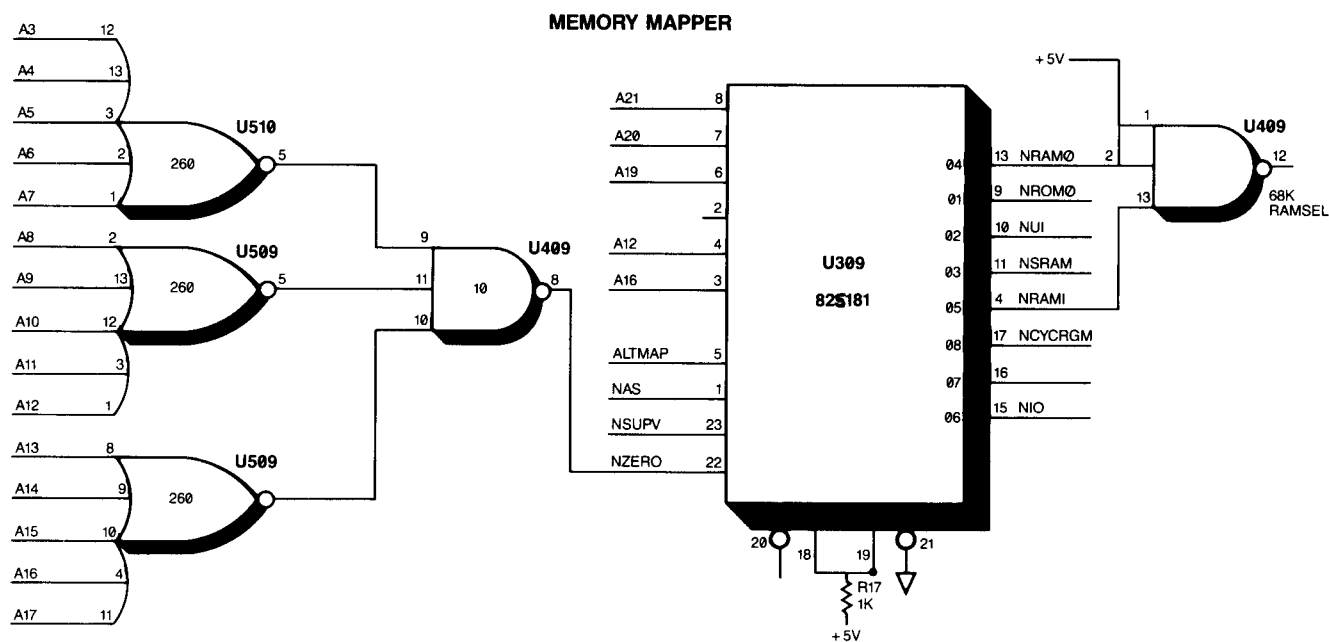 MEMORY MAPPER
A3 12
A4 13
A5 3
A6 2
A7 1
U510
260
5
A8 2
A9 13
A10 12
A11 3
A12 1
U509
260
5
A13 8
A14 9
A15 10
A16 4
A17 11
U509
260
9
11
10
U409
10
8
A21 8
A20 7
A19 6
2
A12 4
A16 3
ALTMAP 5
NAS 1
NSUPV 23
NZERO 22
U309
82S181
04 13 NRAMØ 2
01 9 NROMØ
02 10 NUI
03 11 NSRAM
05 4 NRAMI
08 17 NCYCRGM
07 16
06 15 NIO
20
18
19
21
R17
1K
+5V
+5V
1
13
U409
12
68K
RAMSEL